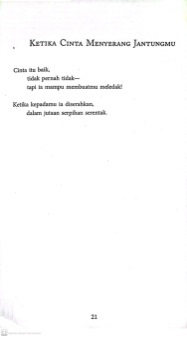 KETIKA CINTA MENYERANG JANTUNGMU
Cinta itu baik,
tidak pernah tidak—
tapi ia mampu membuatmu meledak!
Ketika kepadamu ia diserahkan,
dalam jutaan serpihan serentak.
21